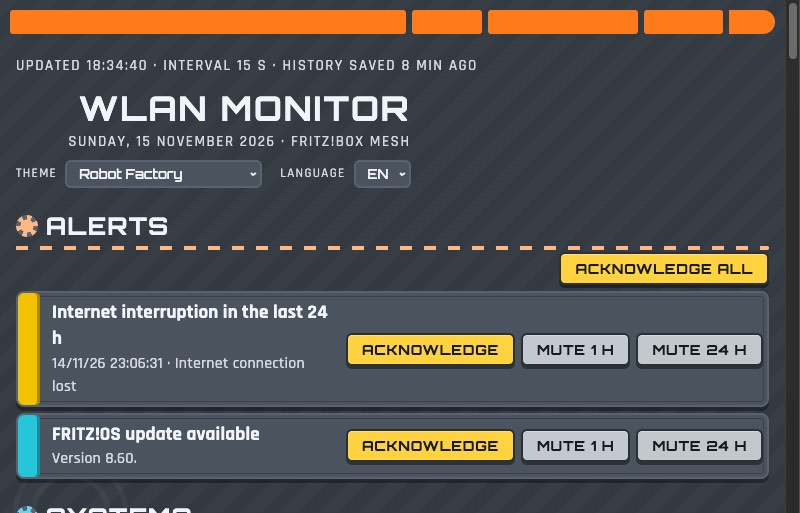 UPDATED 18:34:40 · INTERVAL 15 S · HISTORY SAVED 8 MIN AGO
WLAN MONITOR
SUNDAY, 15 NOVEMBER 2026 · FRITZ!BOX MESH
THEME Robot Factory LANGUAGE EN
ALERTS
ACKNOWLEDGE ALL
Internet interruption in the last 24
h
14/11/26 23:06:31 · Internet connection
lost
ACKNOWLEDGE MUTE 1 H MUTE 24 H
FRITZ!OS update available
Version 8.60.
ACKNOWLEDGE MUTE 1 H MUTE 24 H
SYSTEMS